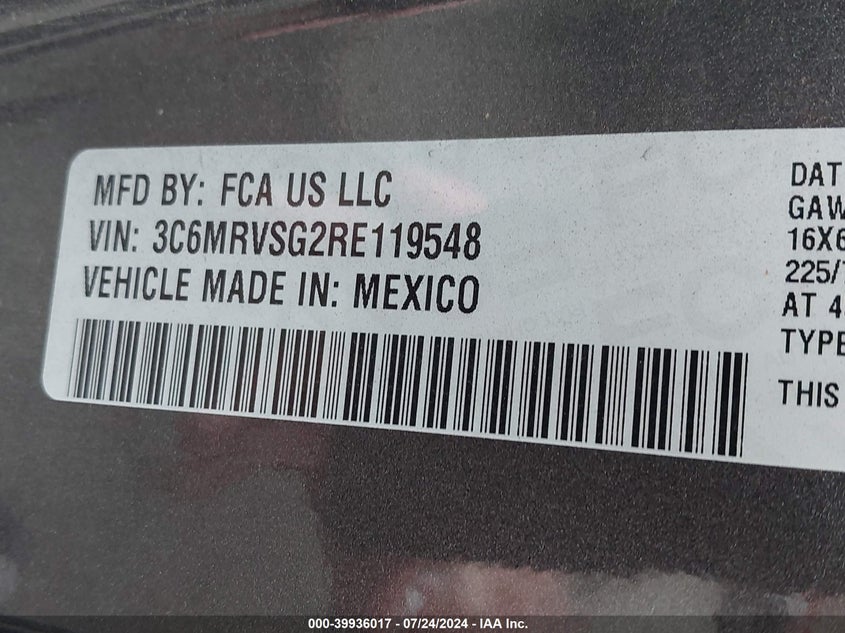 MFD BY: FCA US LLC
VIN: 3C6MRVSG2RE119548
VEHICLE MADE IN: MEXICO
DAT
GAW
16X6
225/
AT 4
TYPE
THIS
000-39936017 - 07/24/2024 - IAA Inc.